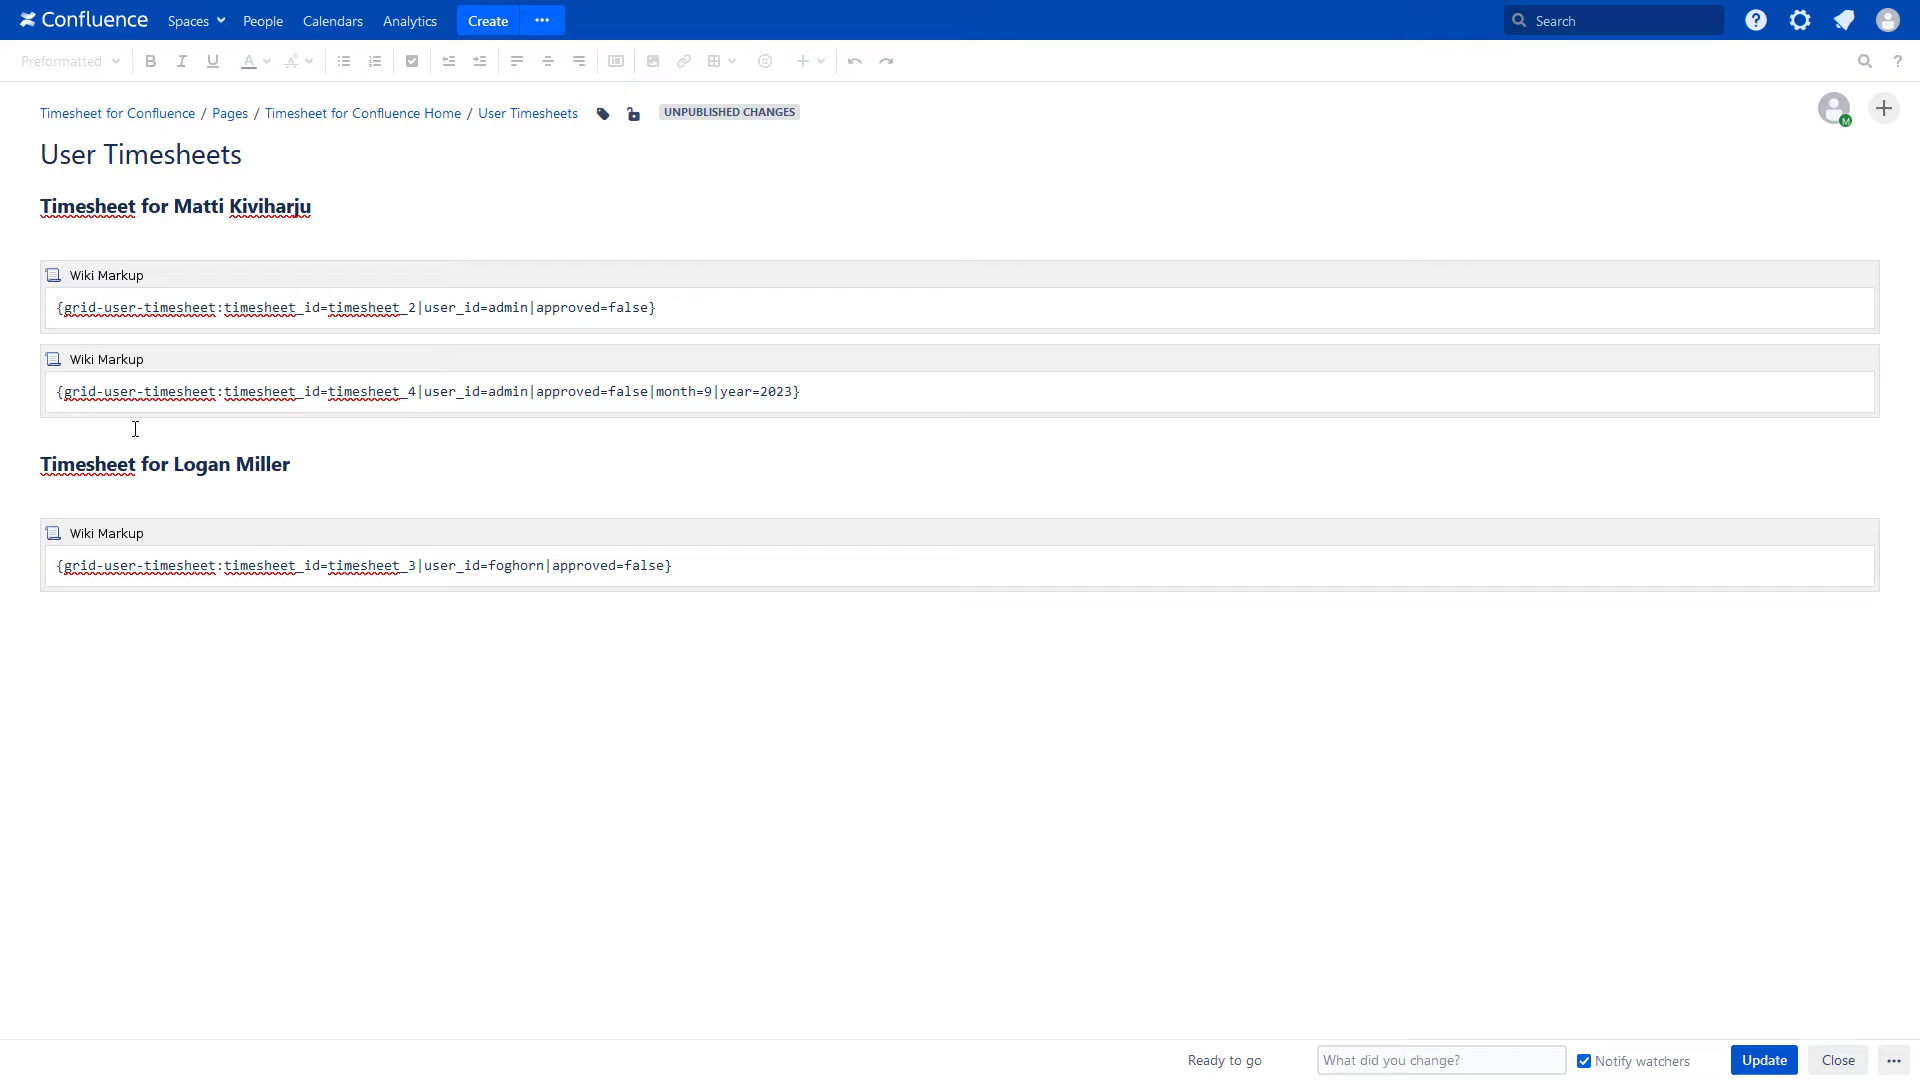 Confluence Spaces People Calendars Analytics Create ••• Search
Prefermatted B I U A
Timesheet for Confluence / Pages / Timesheet for Confluence Home / User Timesheets UNPUBLISHED CHANGES
M
User Timesheets
Timesheet for Matti Kiviharju
Wiki Markup
{grid-user-timesheet:timesheet_id=timesheet_2|user_id=admin|approved=false}
Wiki Markup
{grid-user-timesheet:timesheet_id=timesheet_4|user_id=admin|approved=false|month=9|year=2023}
Timesheet for Logan Miller
Wiki Markup
{grid-user-timesheet:timesheet_id=timesheet_3|user_id=foghorn|approved=false}
Ready to go What did you change? Notify watchers Update Close •••